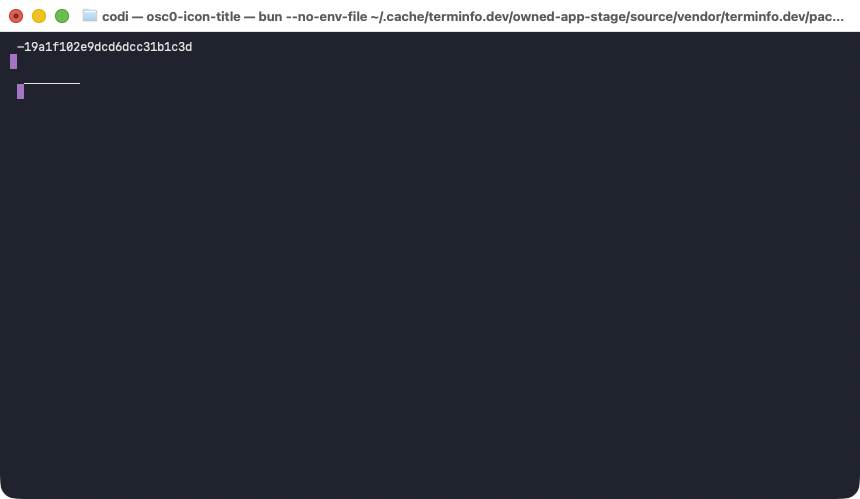 codi — osc0-icon-title — bun --no-env-file ~/.cache/terminfo.dev/owned-app-stage/source/vendor/terminfo.dev/pac...
–19a1f102e9dcd6dcc31b1c3d
________